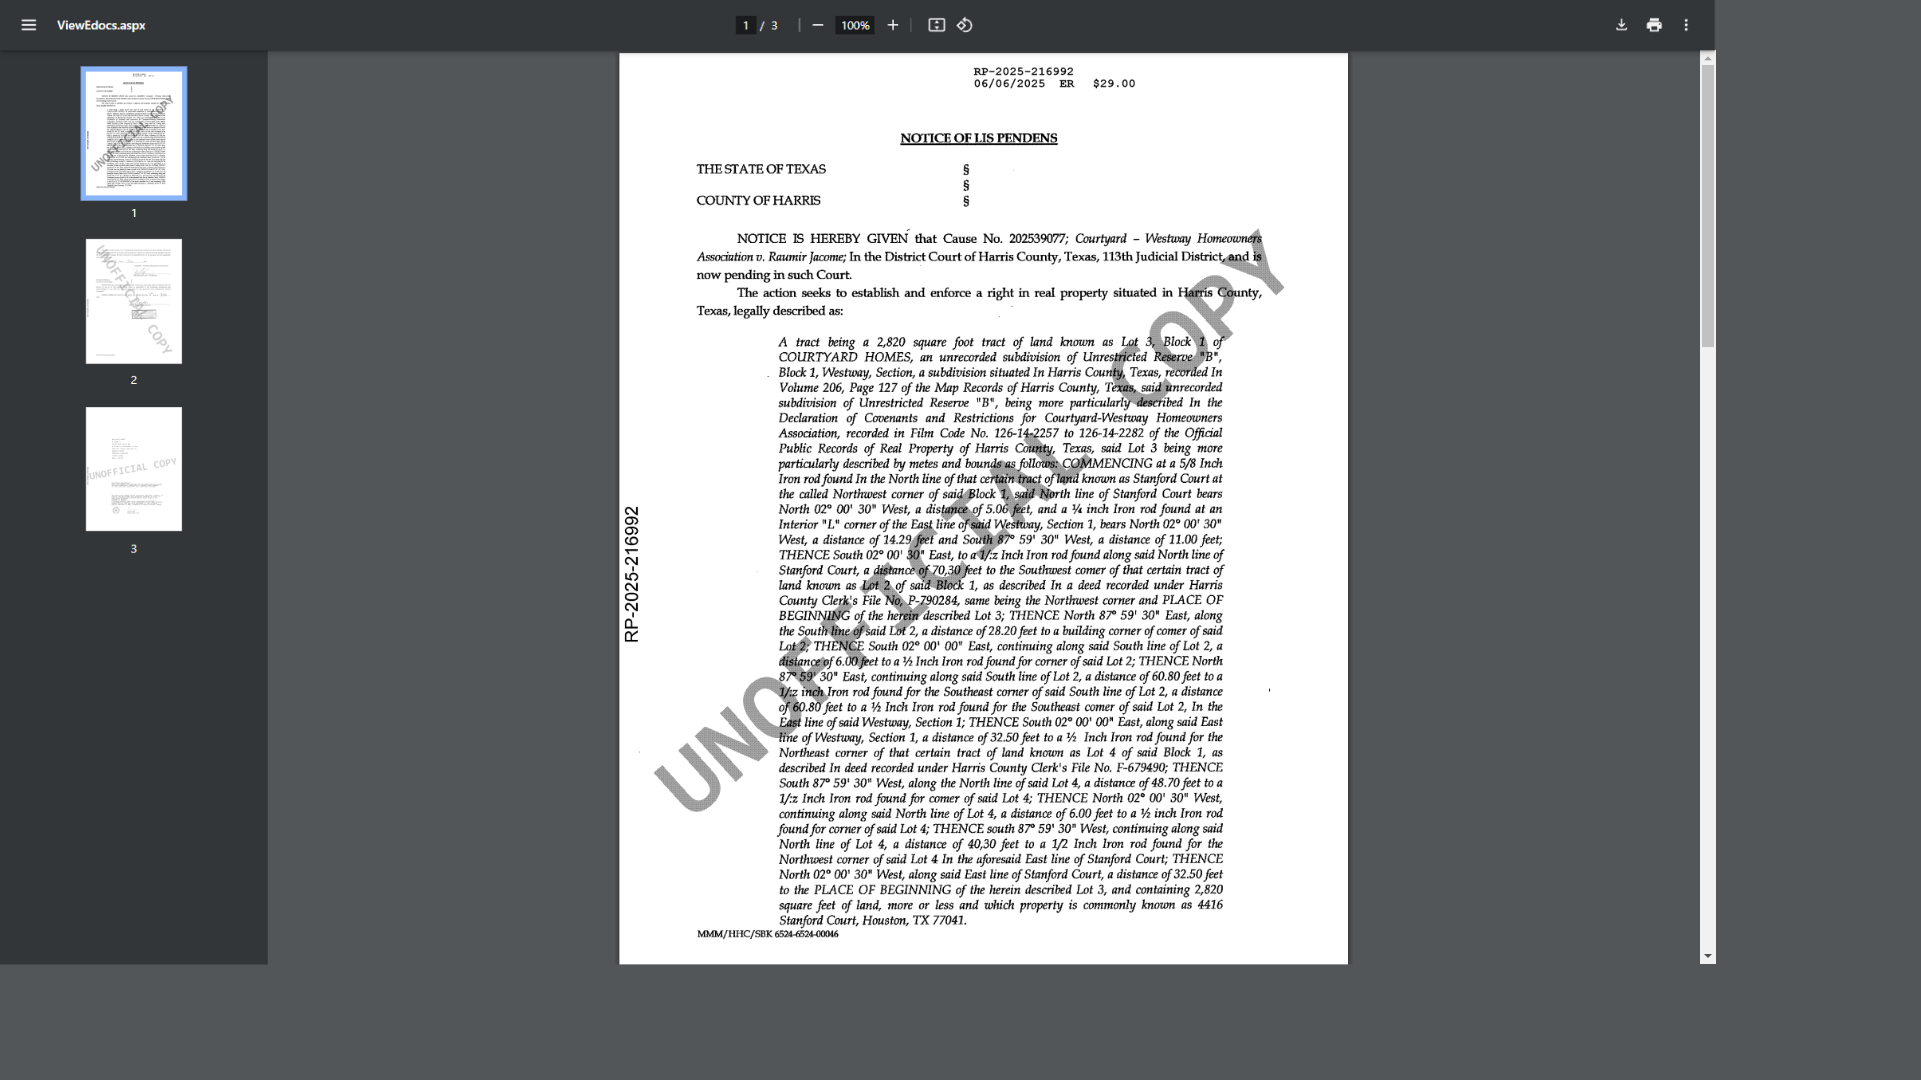 ViewEdocs.aspx
1 / 3
100%
1
2
3
RP-2025-216992
06/06/2025 ER $29.00
NOTICE OF LIS PENDENS
THE STATE OF TEXAS §
§
COUNTY OF HARRIS §
NOTICE IS HEREBY GIVEN that Cause No. 202539077; Courtyard – Westway Homeowners
Association v. Raumir Jacome; In the District Court of Harris County, Texas, 113th Judicial District, and is
now pending in such Court.
The action seeks to establish and enforce a right in real property situated in Harris County,
Texas, legally described as:
A tract being a 2,820 square foot tract of land known as Lot 3, Block 1 of
COURTYARD HOMES, an unrecorded subdivision of Unrestricted Reserve "B",
Block 1, Westway, Section, a subdivision situated In Harris County, Texas, recorded In
Volume 206, Page 127 of the Map Records of Harris County, Texas, said unrecorded
subdivision of Unrestricted Reserve "B", being more particularly described In the
Declaration of Covenants and Restrictions for Courtyard-Westway Homeowners
Association, recorded in Film Code No. 126-14-2257 to 126-14-2282 of the Official
Public Records of Real Property of Harris County, Texas, said Lot 3 being more
particularly described by metes and bounds as follows: COMMENCING at a 5/8 Inch
Iron rod found In the North line of that certain tract of land known as Stanford Court at
the called Northwest corner of said Block 1, said North line of Stanford Court bears
North 02° 00' 30" West, a distance of 5.06 feet, and a ¼ inch Iron rod found at an
Interior "L" corner of the East line of said Westway, Section 1, bears North 02° 00' 30"
West, a distance of 14.29 feet and South 87° 59' 30" West, a distance of 11.00 feet;
THENCE South 02° 00' 30" East, to a 1/:z Inch Iron rod found along said North line of
Stanford Court, a distance of 70,30 feet to the Southwest comer of that certain tract of
land known as Lot 2 of said Block 1, as described In a deed recorded under Harris
County Clerk's File No. P-790284, same being the Northwest corner and PLACE OF
BEGINNING of the herein described Lot 3; THENCE North 87° 59' 30" East, along
the South line of said Lot 2, a distance of 28.20 feet to a building corner of comer of said
Lot 2; THENCE South 02° 00' 00" East, continuing along said South line of Lot 2, a
distance of 6.00 feet to a ½ Inch Iron rod found for corner of said Lot 2; THENCE North
87° 59' 30" East, continuing along said South line of Lot 2, a distance of 60.80 feet to a
1/:z inch Iron rod found for the Southeast corner of said South line of Lot 2, a distance
of 60.80 feet to a ½ Inch Iron rod found for the Southeast comer of said Lot 2, In the
East line of said Westway, Section 1; THENCE South 02° 00' 00" East, along said East
line of Westway, Section 1, a distance of 32.50 feet to a ½ Inch Iron rod found for the
Northeast corner of that certain tract of land known as Lot 4 of said Block 1, as
described In deed recorded under Harris County Clerk's File No. F-679490; THENCE
South 87° 59' 30" West, along the North line of said Lot 4, a distance of 48.70 feet to a
1/:z Inch Iron rod found for comer of said Lot 4; THENCE North 02° 00' 30" West,
continuing along said North line of Lot 4, a distance of 6.00 feet to a ½ inch Iron rod
found for corner of said Lot 4; THENCE south 87° 59' 30" West, continuing along said
North line of Lot 4, a distance of 40,30 feet to a 1/2 Inch Iron rod found for the
Northwest corner of said Lot 4 In the aforesaid East line of Stanford Court; THENCE
North 02° 00' 30" West, along said East line of Stanford Court, a distance of 32.50 feet
to the PLACE OF BEGINNING of the herein described Lot 3, and containing 2,820
square feet of land, more or less and which property is commonly known as 4416
Stanford Court, Houston, TX 77041.
MMM/HHC/SBK 6524-6524-00046
RP-2025-216992
UNOFFICIAL COPY
UNOFFICIAL COPY
UNOFFICIAL COPY
UNOFFICIAL COPY